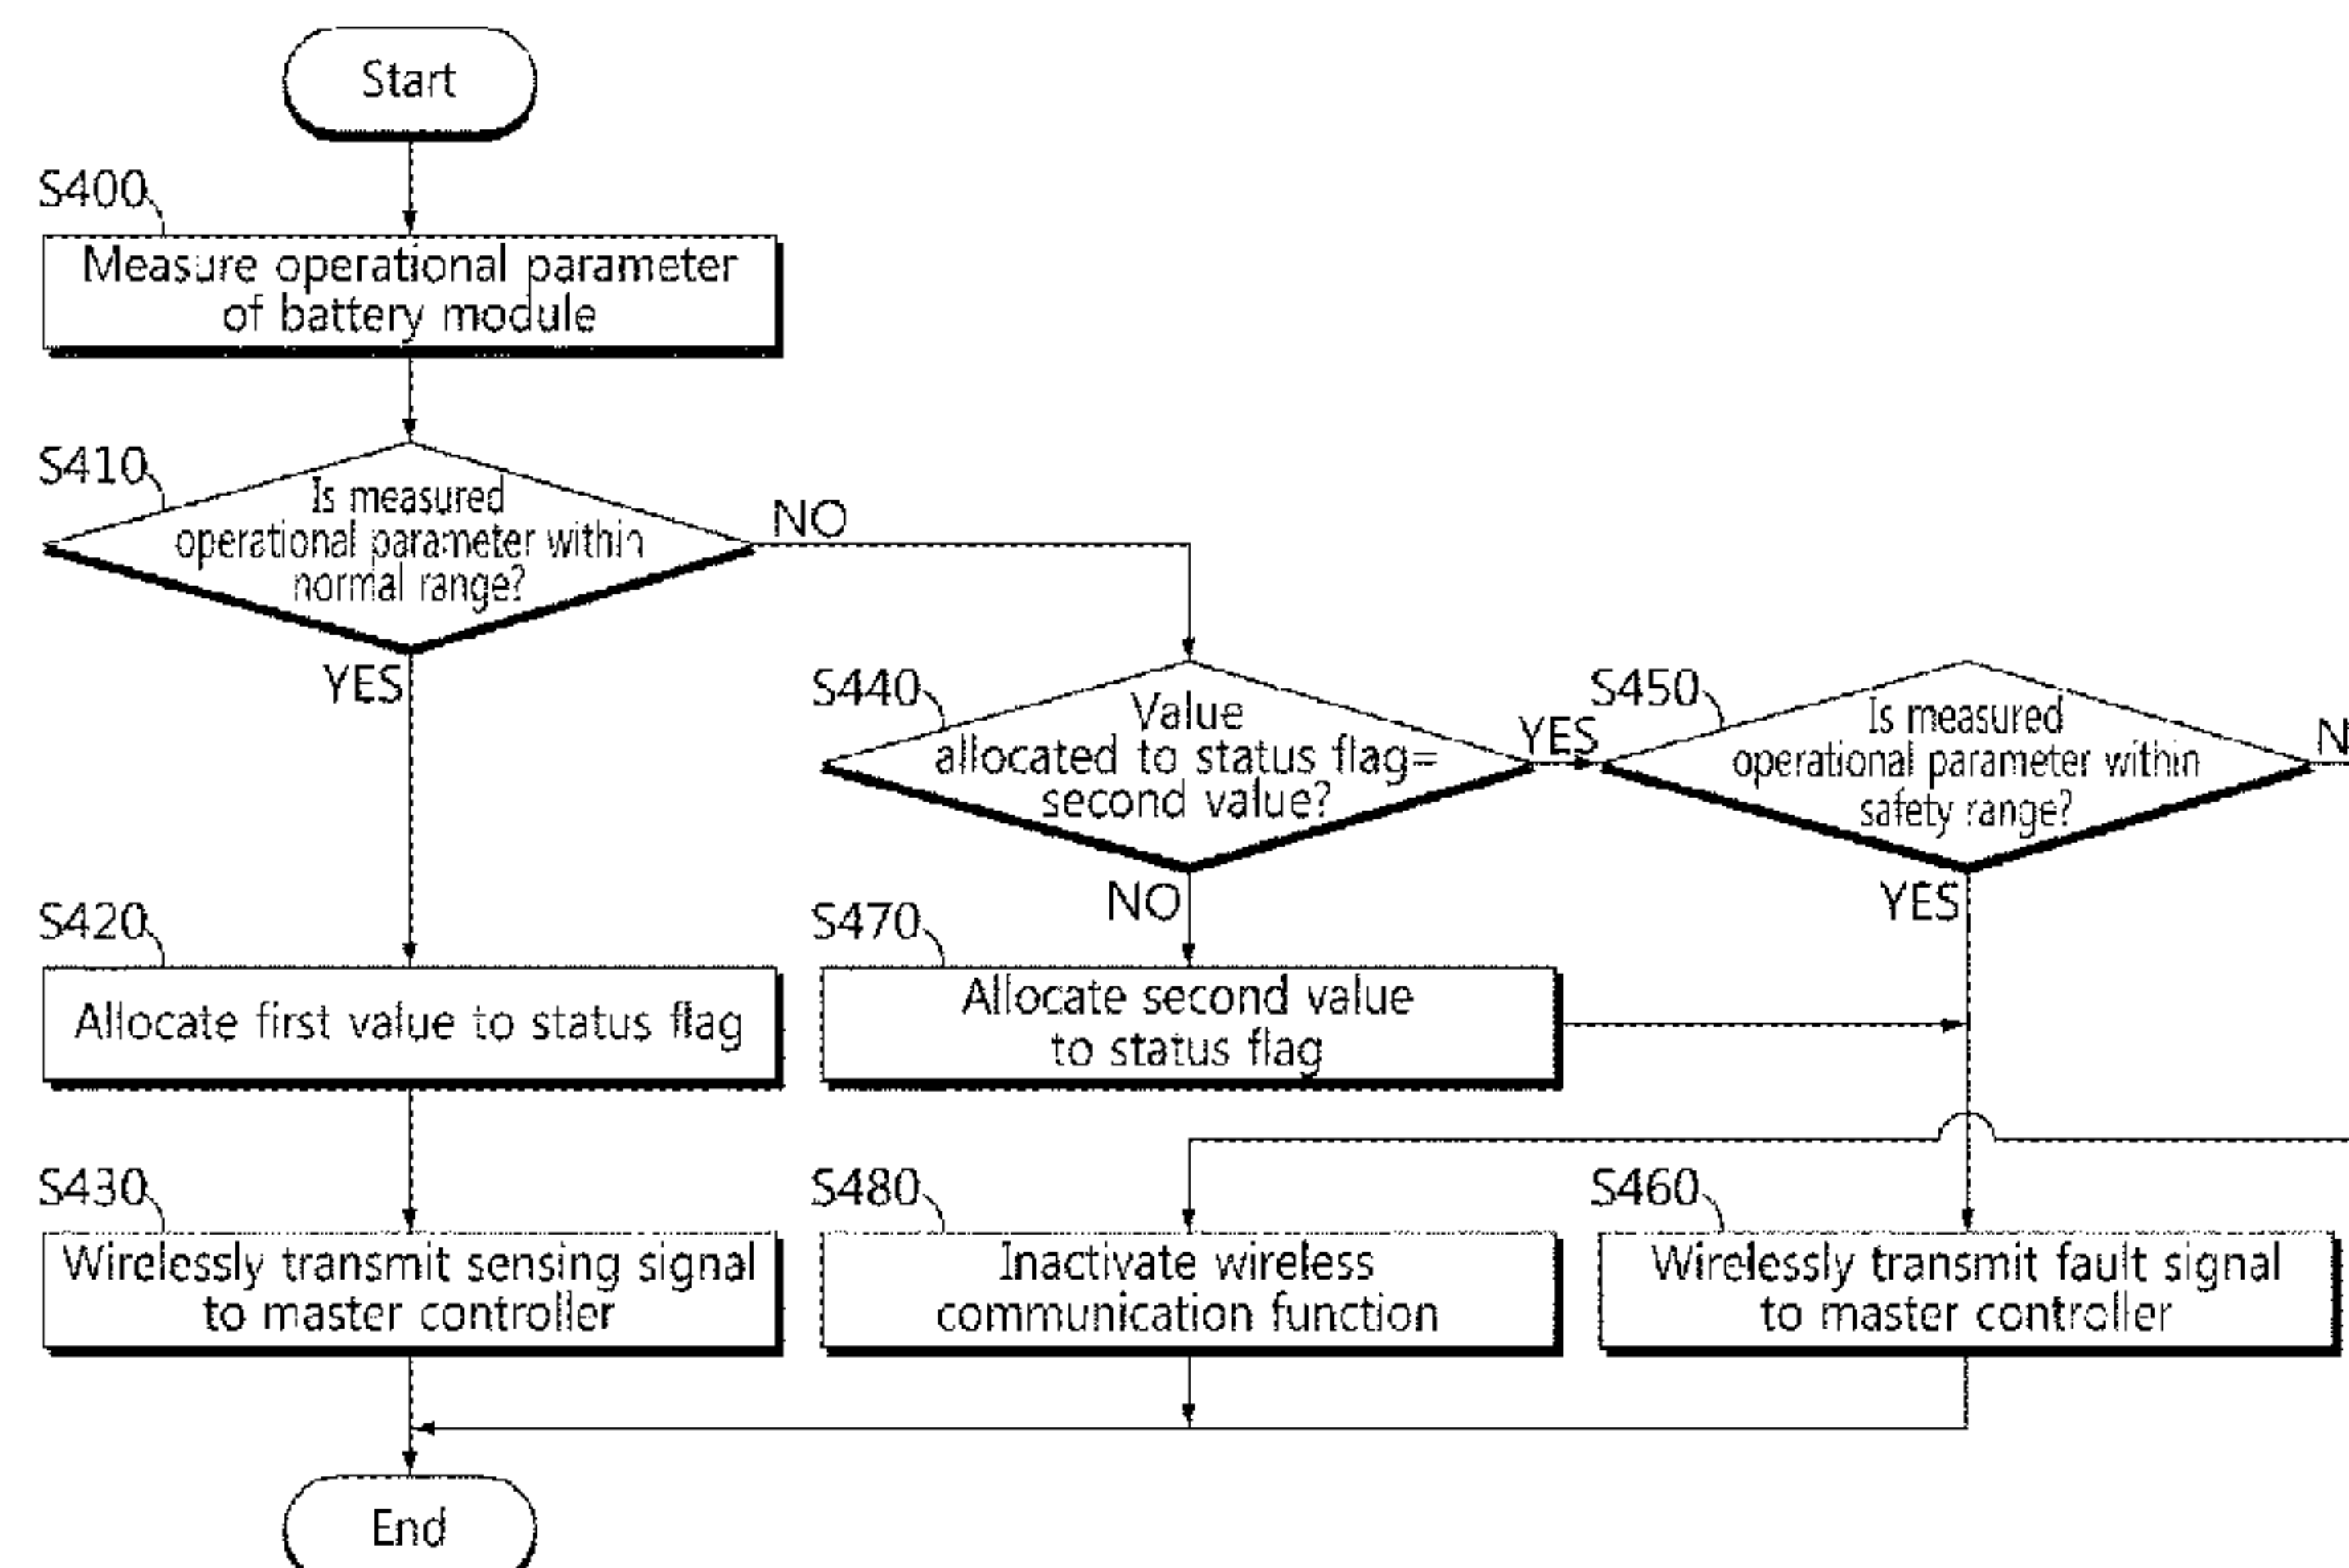 Start
S400
Measure operational parameter
of battery module
S410
Is measured
operational parameter within
normal range?
NO
YES
S440
Value
allocated to status flag=
second value?
YES
NO
S450
Is measured
operational parameter within
safety range?
N
YES
S420
Allocate first value to status flag
S470
Allocate second value
to status flag
S430
Wirelessly transmit sensing signal
to master controller
S480
Inactivate wireless
communication function
S460
Wirelessly transmit fault signal
to master controller
End